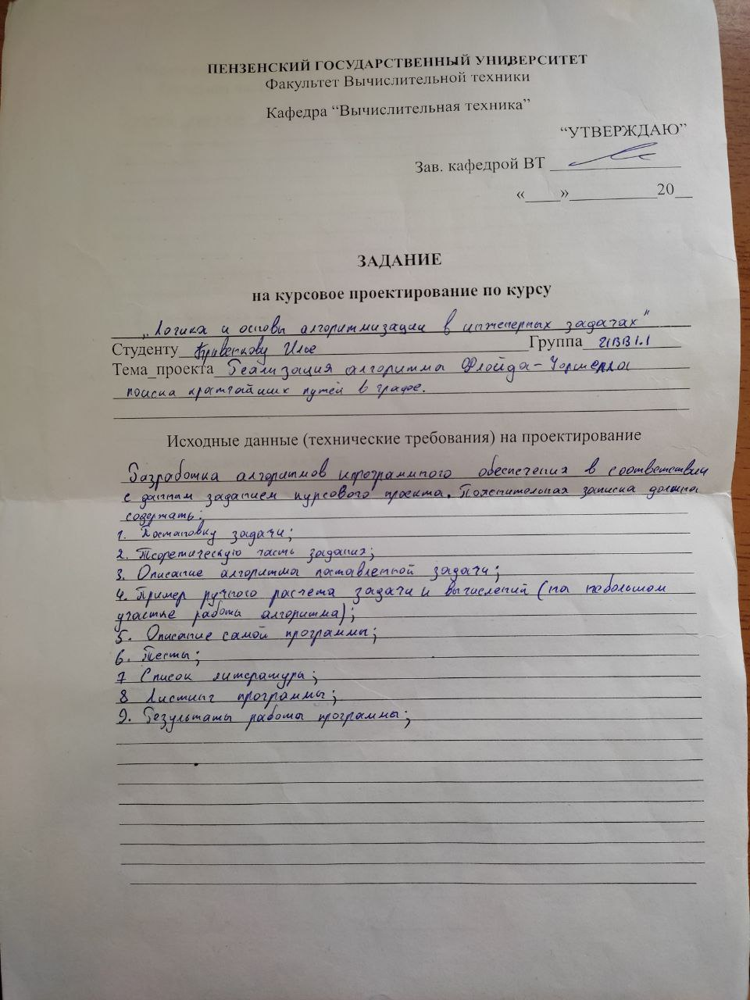 ПЕНЗЕНСКИЙ ГОСУДАРСТВЕННЫЙ УНИВЕРСИТЕТ
Факультет Вычислительной техники
Кафедра “Вычислительная техника”
“УТВЕРЖДАЮ”
Зав. кафедрой ВТ
«____»__________20__
ЗАДАНИЕ
на курсовое проектирование по курсу
„Логика и основы алгоритмизации в инженерных задачах"
Студенту Кривенкову Илье Группа 21ВВ1.1
Тема_проекта Реализация алгоритма Флойда-Уоршелла
поиска кратчайших путей в графе.
Исходные данные (технические требования) на проектирование
Разработка алгоритмов и программного обеспечения в соответствии
с данным заданием курсового проекта. Пояснительная записка должна
содержать:
1. Постановку задачи;
2. Теоретическую часть задания;
3. Описание алгоритма поставленной задачи;
4. Пример ручного расчета задачи и вычислений (на небольшом
участке работы алгоритма);
5. Описание самой программы;
6. Тесты;
7 Список литературы;
8 Листинг программы;
9. Результаты работы программы;